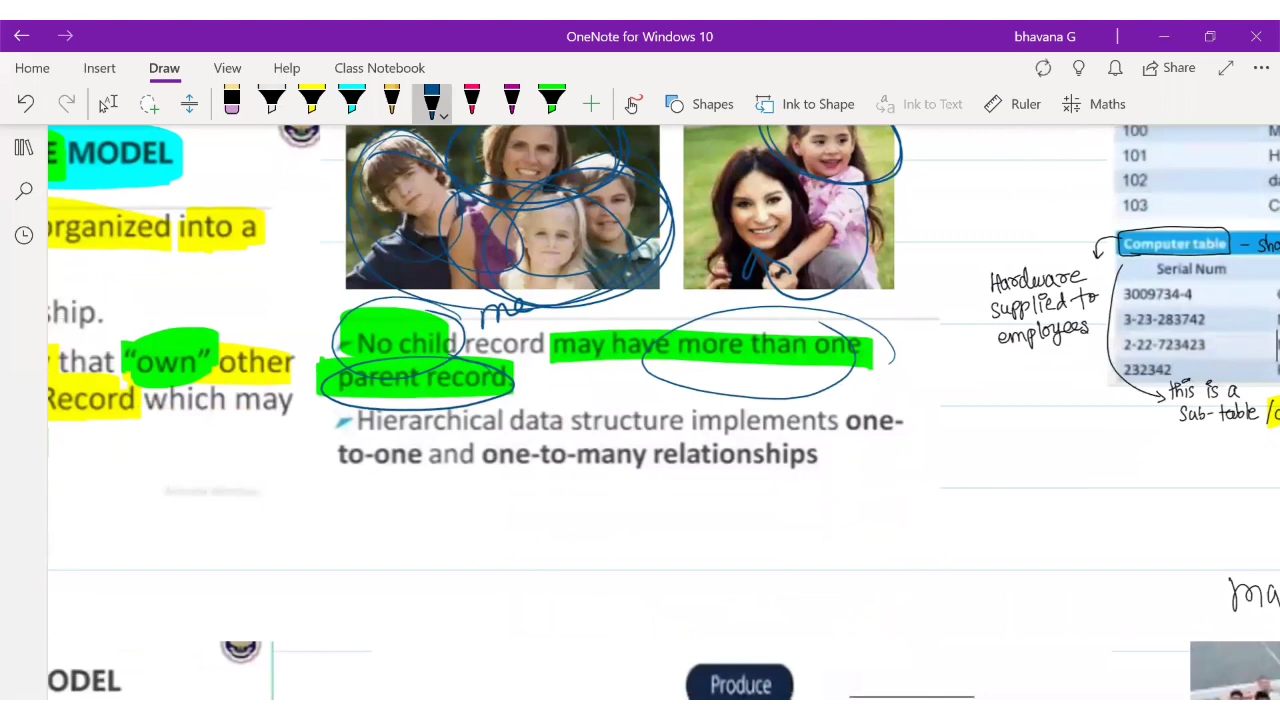 OneNote for Windows 10
bhavana G
Home Insert Draw View Help Class Notebook
Share
Shapes Ink to Shape Ink to Text Ruler Maths
MODEL
organized into a
ship.
that "own" other
Record which may
me
No child record may have more than one
parent record.
Hierarchical data structure implements one-
to-one and one-to-many relationships
100 M
101 H
102 da
103 C
Computer table - sho
Serial Num
3009734-4
3-23-283742
2-22-723423
232342
Hardware
supplied to
employees
this is a
sub-table /
ma
ODEL
Produce